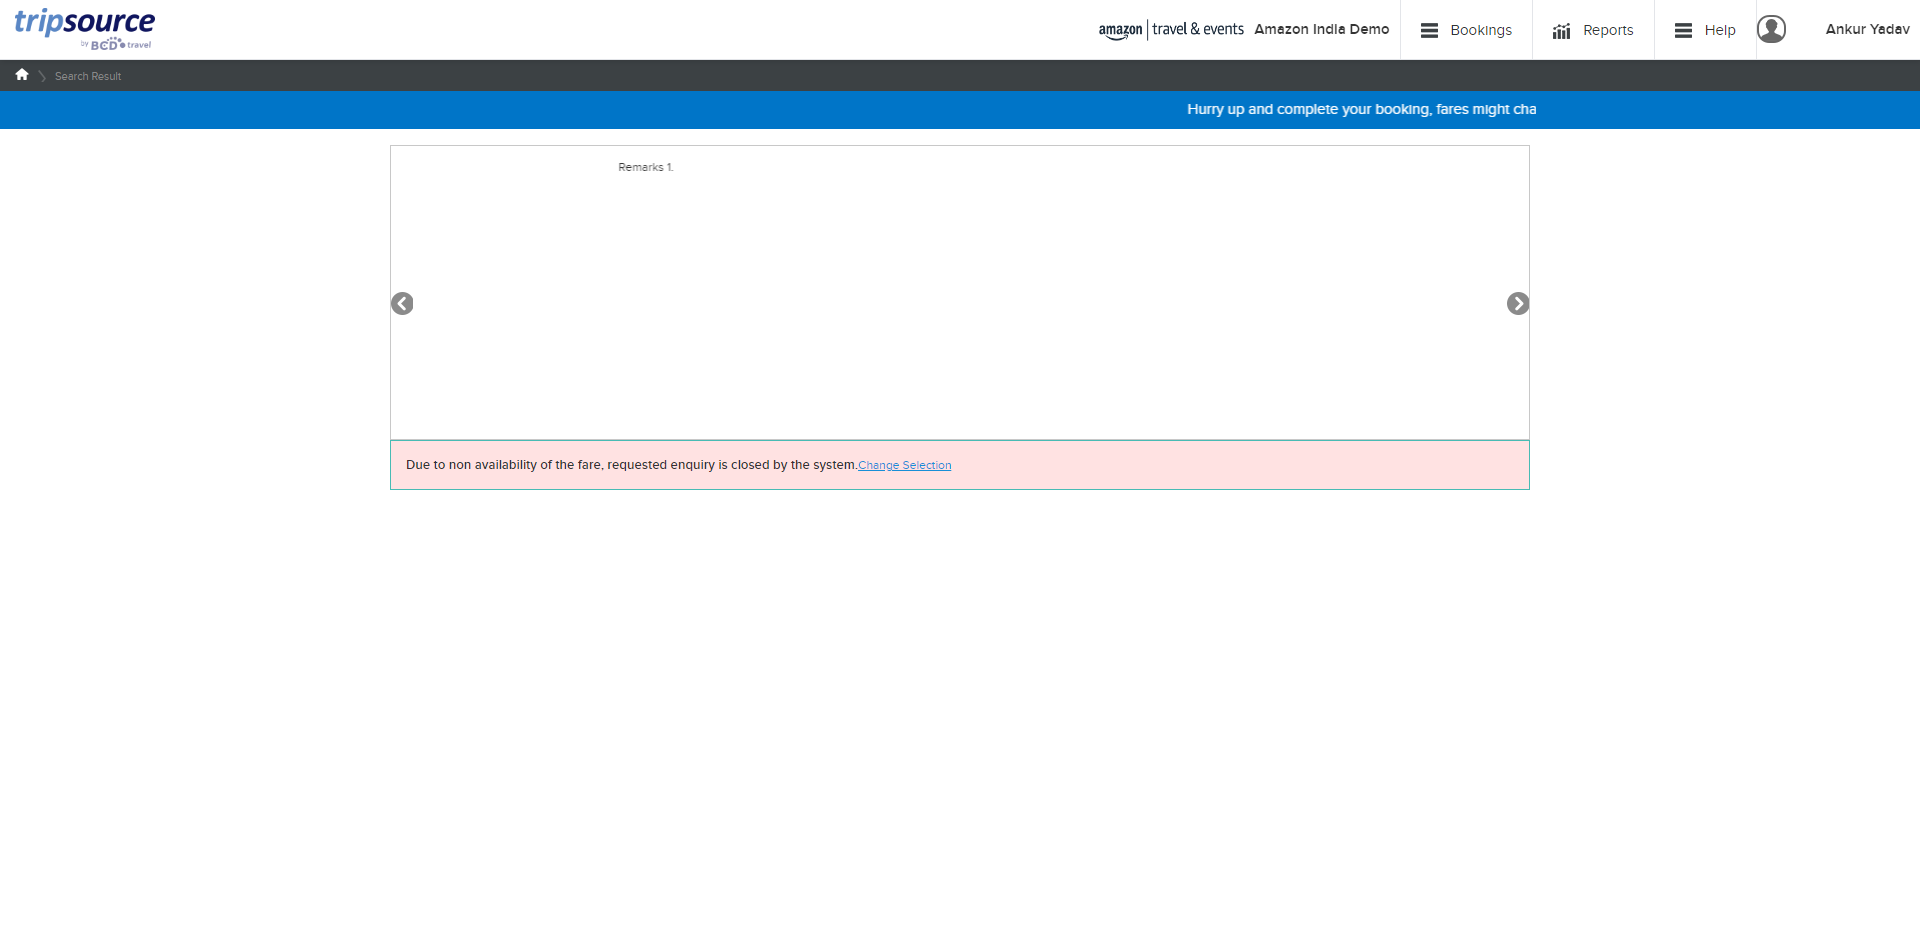 tripsource
by BCD travel
amazon travel & events Amazon India Demo Bookings Reports Help Ankur Yadav
Search Result
Hurry up and complete your booking, fares might cha
Remarks 1.
Due to non availability of the fare, requested enquiry is closed by the system.Change Selection